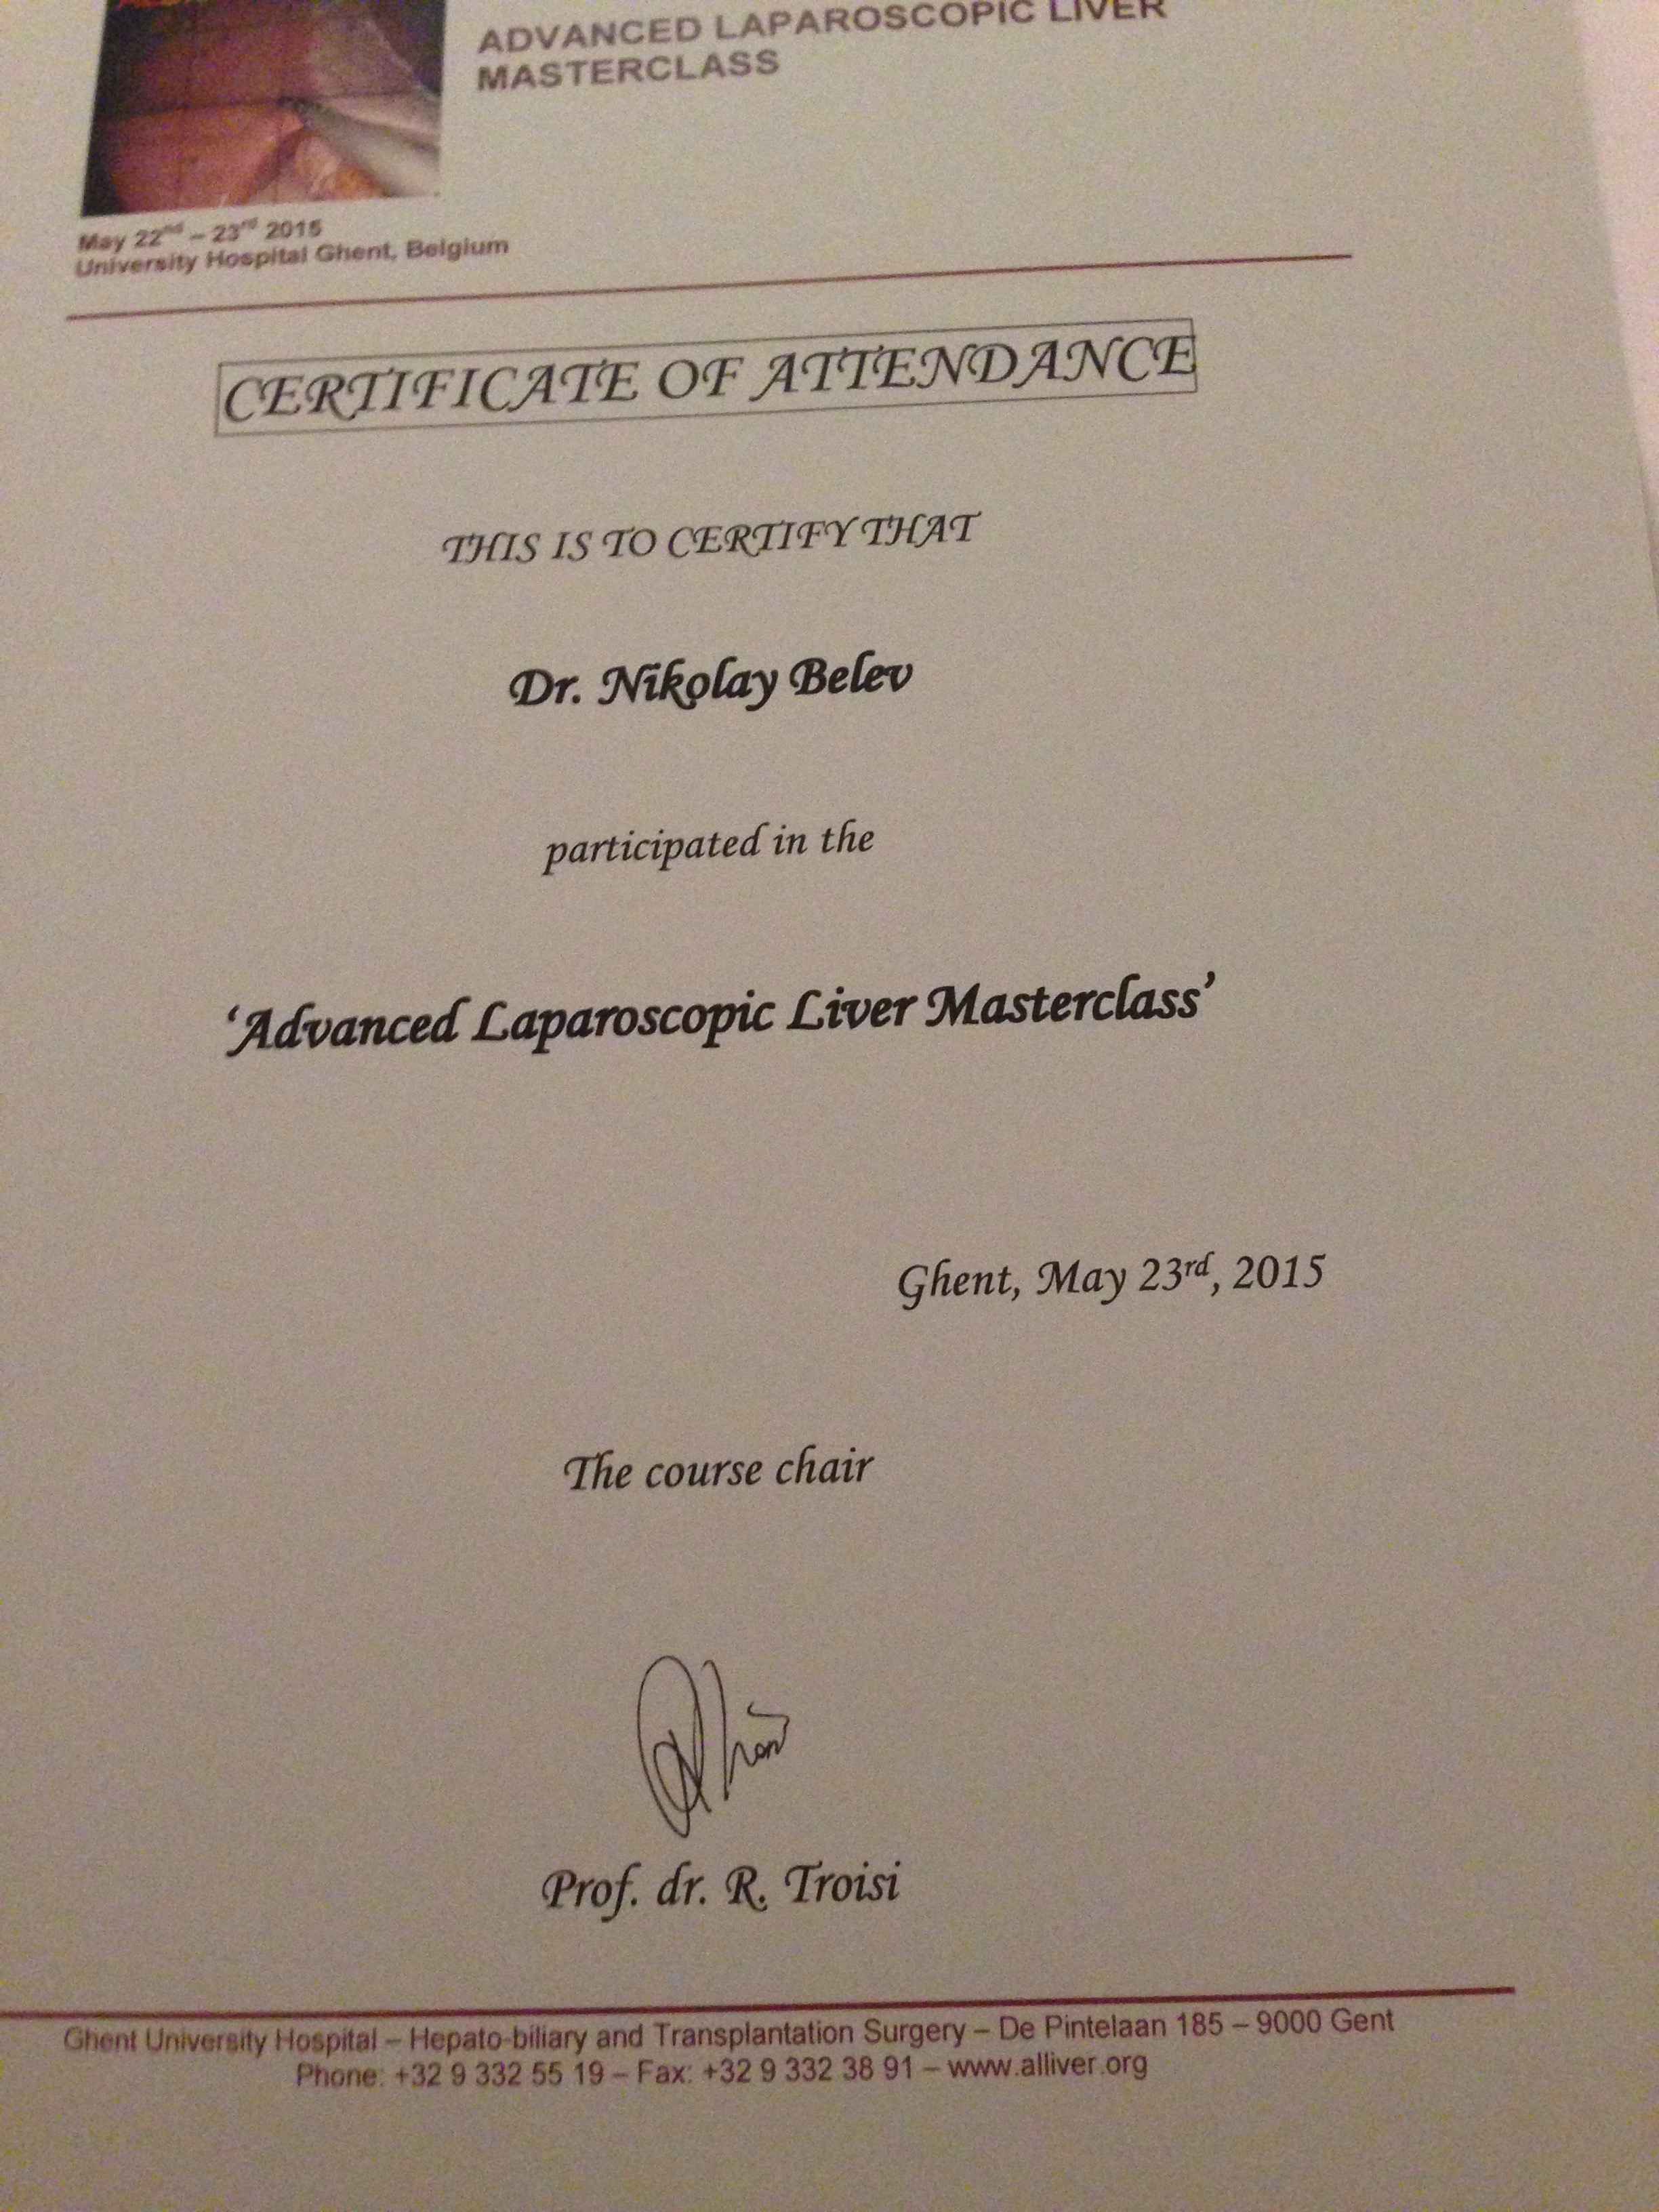 ADVANCED LAPAROSCOPIC LIVER
MASTERCLASS
May 22nd – 23rd 2015
University Hospital Ghent, Belgium
CERTIFICATE OF ATTENDANCE
THIS IS TO CERTIFY THAT
Dr. Nikolay Belev
participated in the
‘Advanced Laparoscopic Liver Masterclass’
Ghent, May 23rd, 2015
The course chair
Prof. dr. R. Troisi
Ghent University Hospital – Hepato-biliary and Transplantation Surgery – De Pintelaan 185 – 9000 Gent
Phone: +32 9 332 55 19 – Fax: +32 9 332 38 91 – www.alliver.org